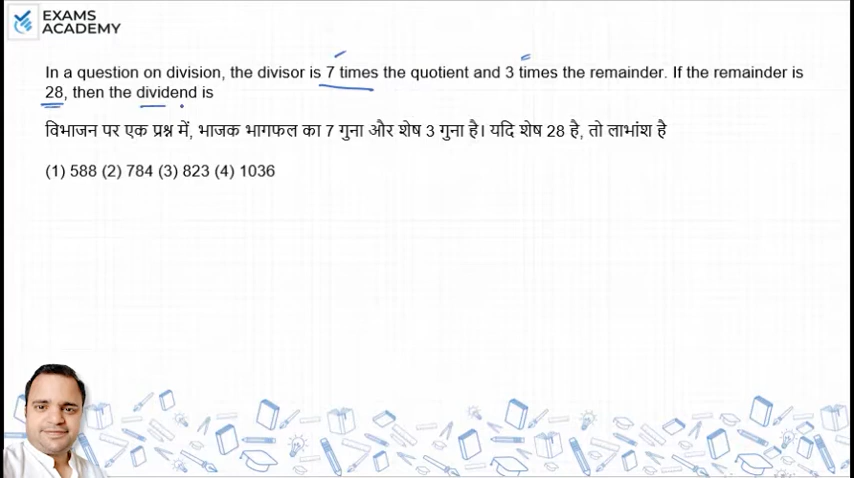 EXAMS
ACADEMY
In a question on division, the divisor is 7 times the quotient and 3 times the remainder. If the remainder is
28, then the dividend is
विभाजन पर एक प्रश्न में, भाजक भागफल का 7 गुना और शेष 3 गुना है। यदि शेष 28 है, तो लाभांश है
(1) 588 (2) 784 (3) 823 (4) 1036